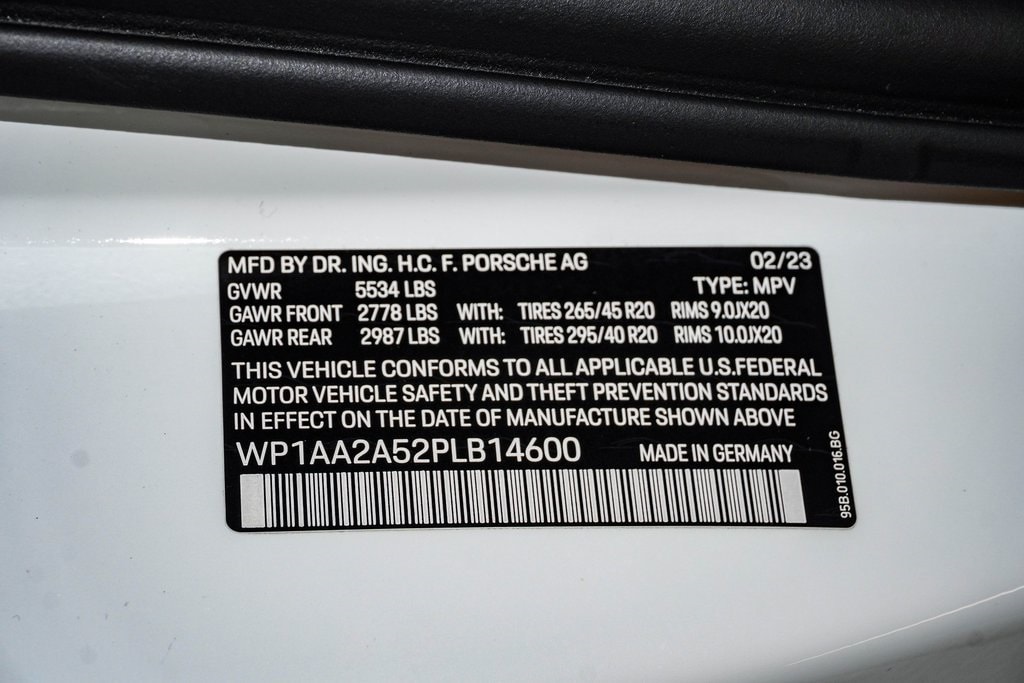 MFD BY DR. ING. H.C. F. PORSCHE AG 02/23
GVWR 5534 LBS TYPE: MPV
GAWR FRONT 2778 LBS WITH: TIRES 265/45 R20 RIMS 9.0JX20
GAWR REAR 2987 LBS WITH: TIRES 295/40 R20 RIMS 10.0JX20
THIS VEHICLE CONFORMS TO ALL APPLICABLE U.S.FEDERAL
MOTOR VEHICLE SAFETY AND THEFT PREVENTION STANDARDS
IN EFFECT ON THE DATE OF MANUFACTURE SHOWN ABOVE
WP1AA2A52PLB14600 MADE IN GERMANY
95B.010.016.BG